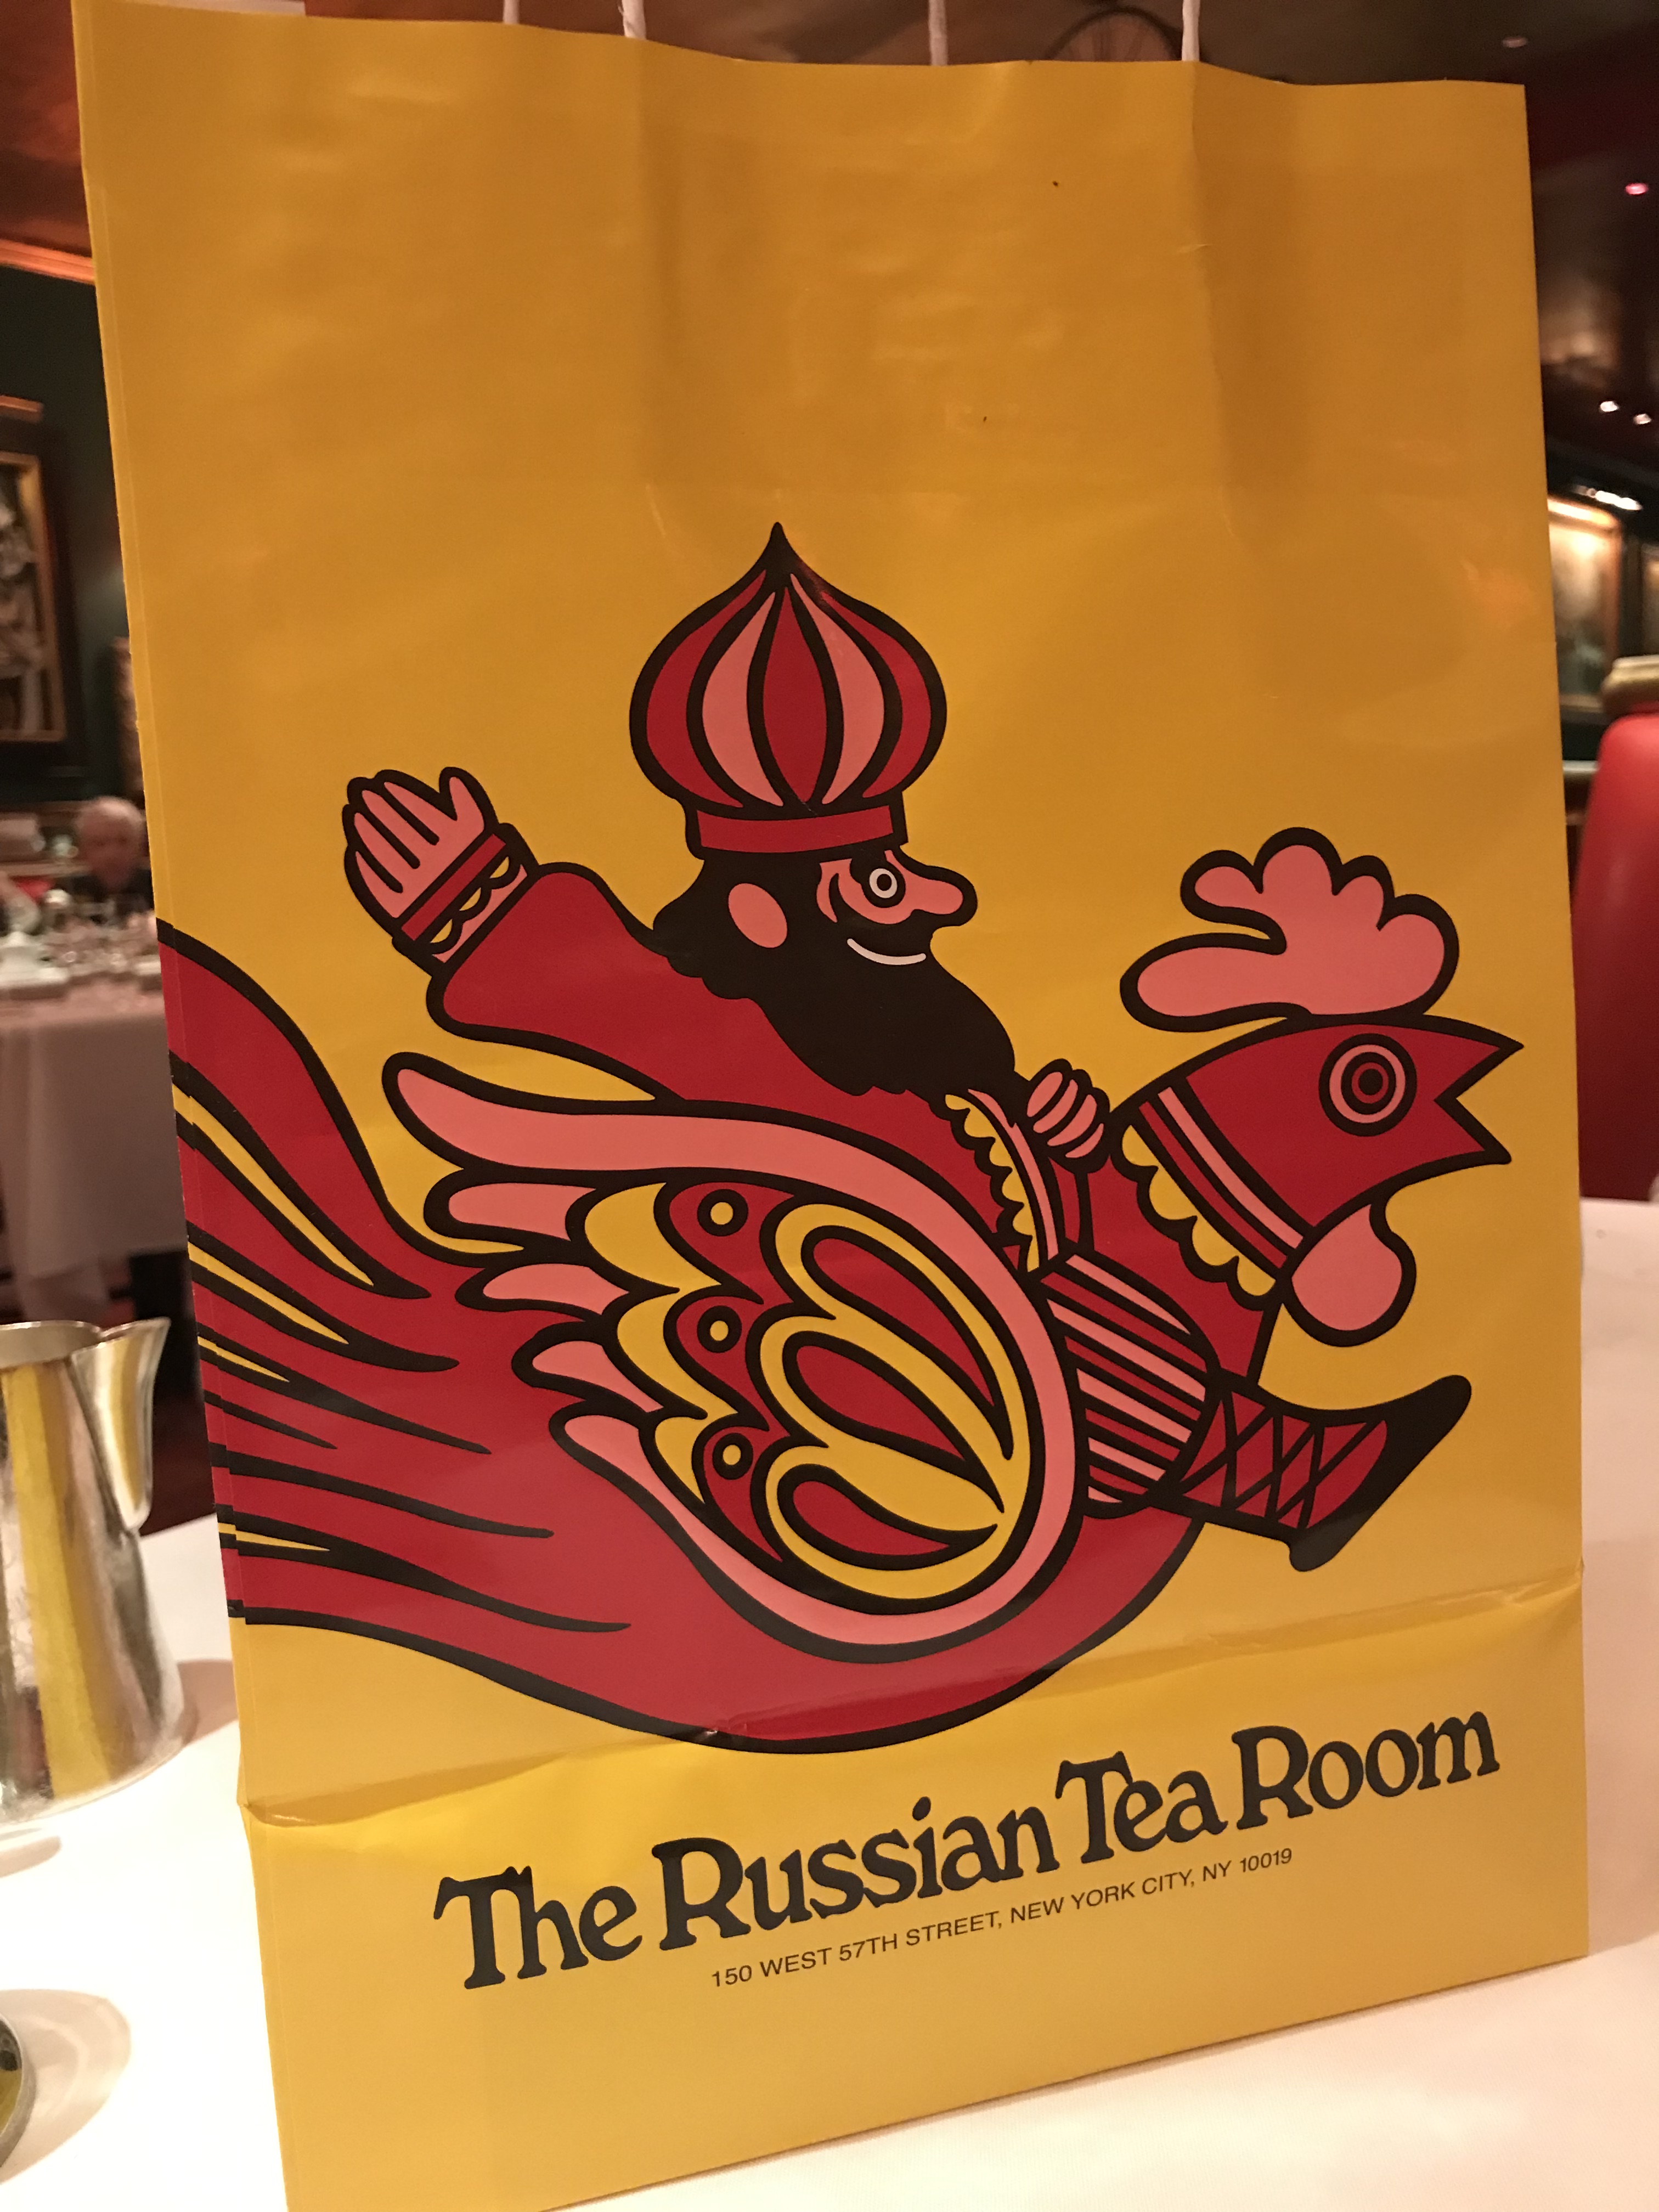 The Russian Tea Room
150 WEST 57TH STREET, NEW YORK CITY, NY 10019